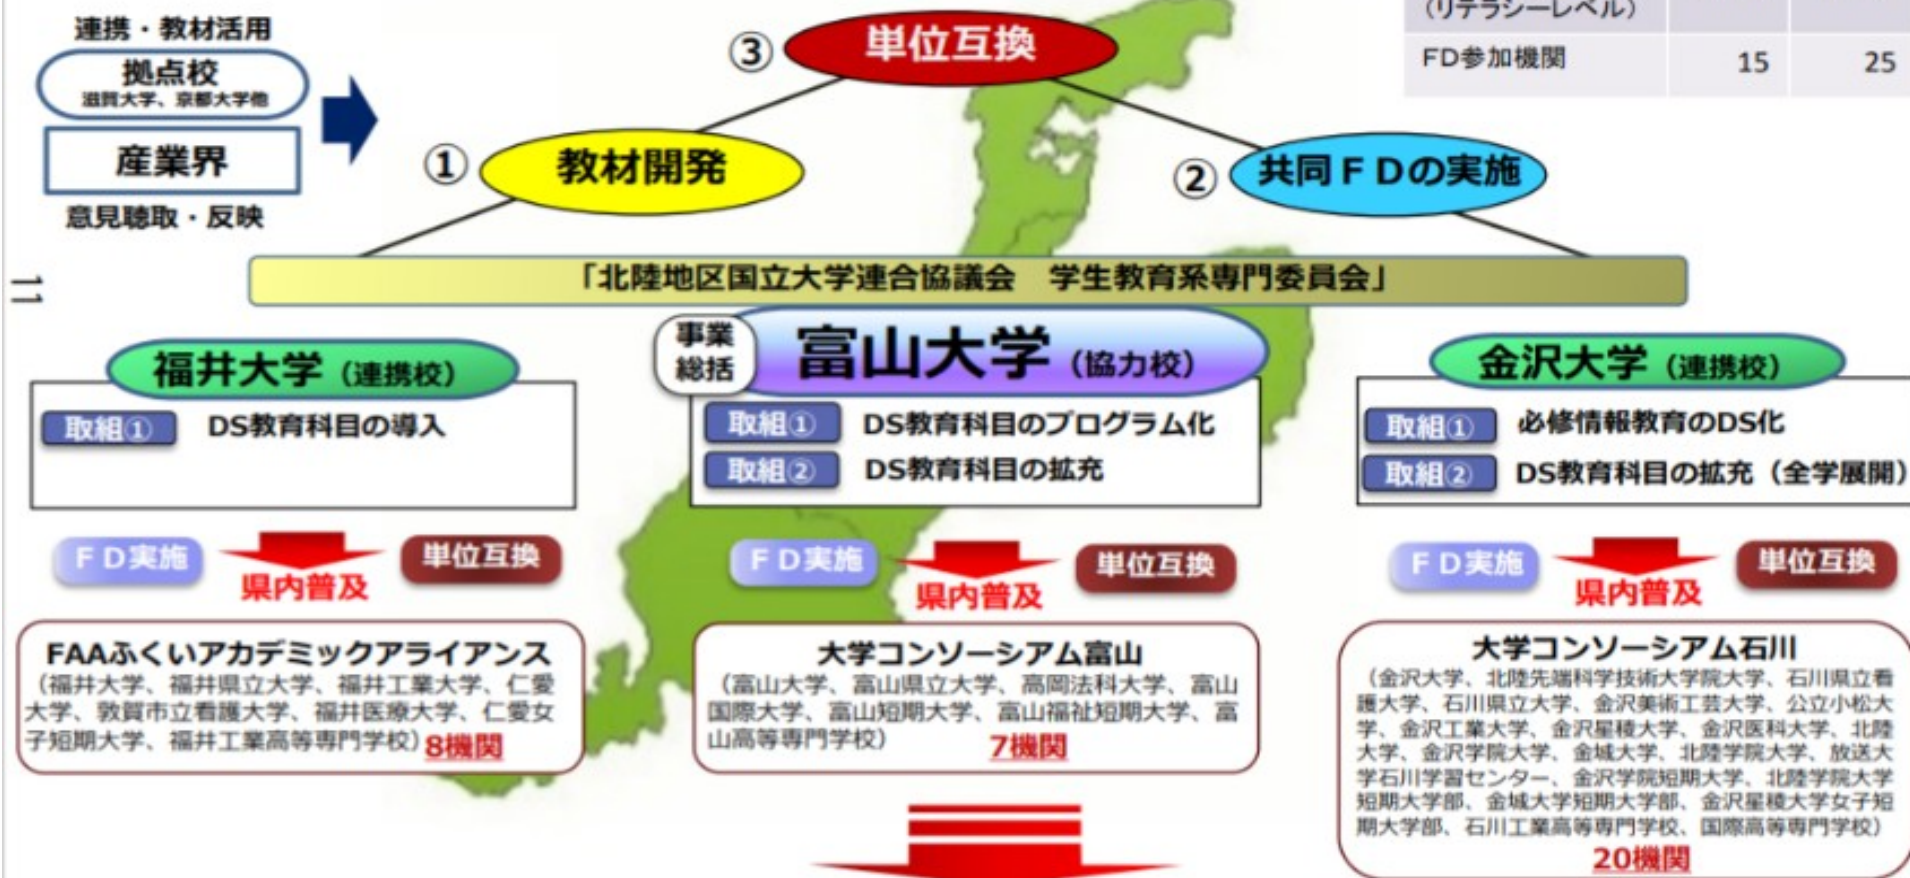 連携・教材活用
拠点校
滋賀大学、京都大学他
産業界
意見聴取・反映
③ 単位互換
① 教材開発
② 共同ＦＤの実施
(リテラシーレベル)
FD参加機関 15 25
「北陸地区国立大学連合協議会　学生教育系専門委員会」
11
福井大学（連携校）
取組① DS教育科目の導入
事業
総括
富山大学（協力校）
取組① DS教育科目のプログラム化
取組② DS教育科目の拡充
金沢大学（連携校）
取組① 必修情報教育のDS化
取組② DS教育科目の拡充（全学展開）
ＦＤ実施 県内普及 単位互換
ＦＤ実施 県内普及 単位互換
ＦＤ実施 県内普及 単位互換
FAAふくいアカデミックアライアンス
（福井大学、福井県立大学、福井工業大学、仁愛
大学、敦賀市立看護大学、福井医療大学、仁愛女
子短期大学、福井工業高等専門学校）8機関
大学コンソーシアム富山
（富山大学、富山県立大学、高岡法科大学、富山
国際大学、富山短期大学、富山福祉短期大学、富
山高等専門学校） 7機関
大学コンソーシアム石川
（金沢大学、北陸先端科学技術大学院大学、石川県立看
護大学、石川県立大学、金沢美術工芸大学、公立小松大
学、金沢工業大学、金沢星稜大学、金沢医科大学、北陸
大学、金沢学院大学、金城大学、北陸学院大学、放送大
学石川学習センター、金沢学院短期大学、北陸学院大学
短期大学部、金城大学短期大学部、金沢星稜大学女子短
期大学部、石川工業高等専門学校、国際高等専門学校）
20機関